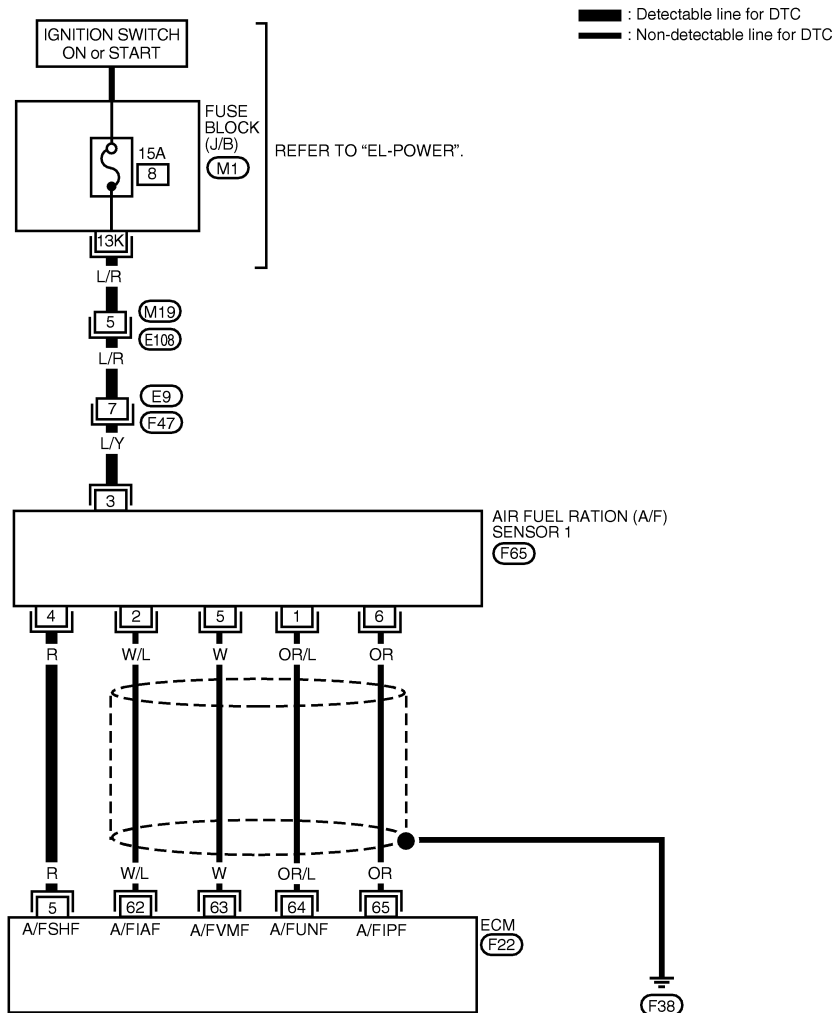 : Detectable line for DTC
: Non-detectable line for DTC
IGNITION SWITCH
ON or START
FUSE
BLOCK
(J/B)
M1
REFER TO “EL-POWER”.
15A
8
13K
L/R
5
M19
E108
L/R
7
E9
F47
L/Y
3
AIR FUEL RATION (A/F)
SENSOR 1
F65
4 2 5 1 6
R W/L W OR/L OR
R W/L W OR/L OR
5 62 63 64 65
A/FSHF A/FIAF A/FVMF A/FUNF A/FIPF
ECM
F22
F38